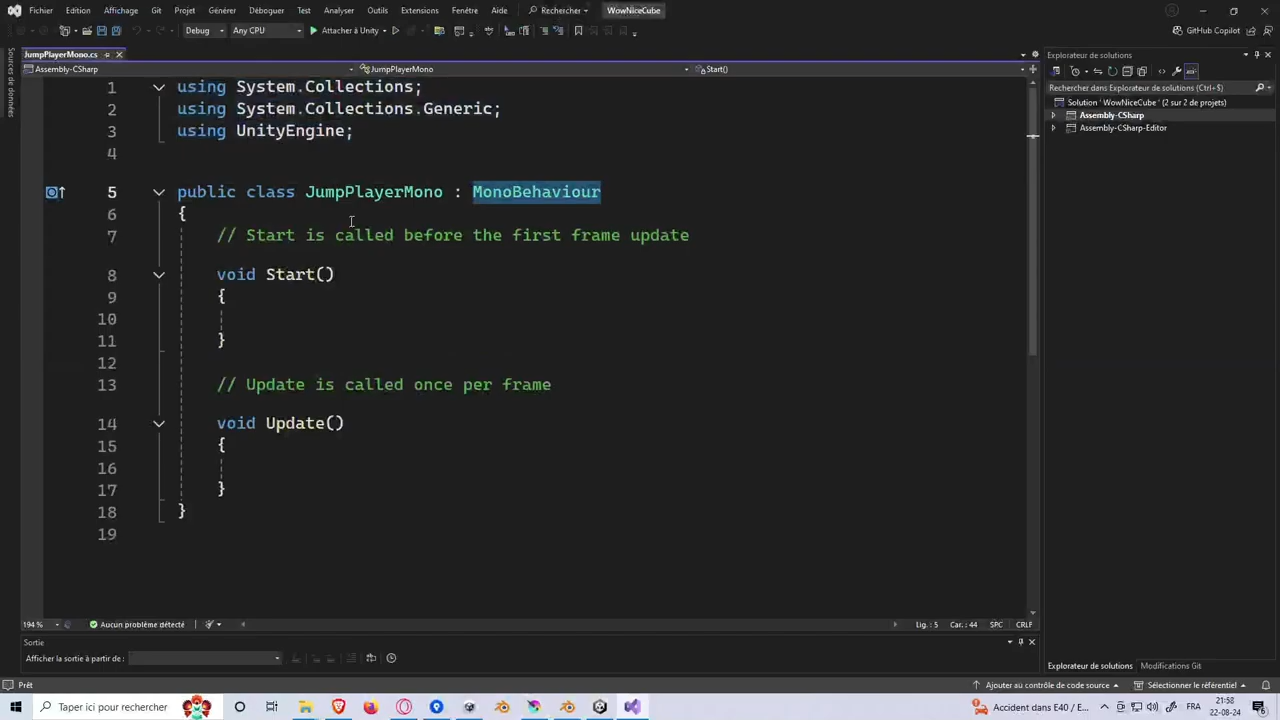 Fichier Edition Affichage Git Projet Générer Déboguer Test Analyser Outils Extensions Fenêtre Aide Rechercher WowNiceCube
Debug Any CPU Attacher à Unity GitHub Copilot
Sources de données
JumpPlayerMono.cs
Assembly-CSharp JumpPlayerMono Start()
1 using System.Collections;
2 using System.Collections.Generic;
3 using UnityEngine;
4
5 public class JumpPlayerMono : MonoBehaviour
6 {
7 // Start is called before the first frame update
8 void Start()
9 {
10
11 }
12
13 // Update is called once per frame
14 void Update()
15 {
16
17 }
18 }
19
194 % Aucun problème détecté Lig. : 5 Car. : 44 SPC CRLF
Sortie
Afficher la sortie à partir de :
Explorateur de solutions
Rechercher dans Explorateur de solutions (Ctrl+$)
Solution 'WowNiceCube' (2 sur 2 de projets)
Assembly-CSharp
Assembly-CSharp-Editor
Explorateur de solutions Modifications Git
Prêt Ajouter au contrôle de code source Sélectionner le référentiel
Taper ici pour rechercher Accident dans E40 / E... FRA 21:58
22-08-24